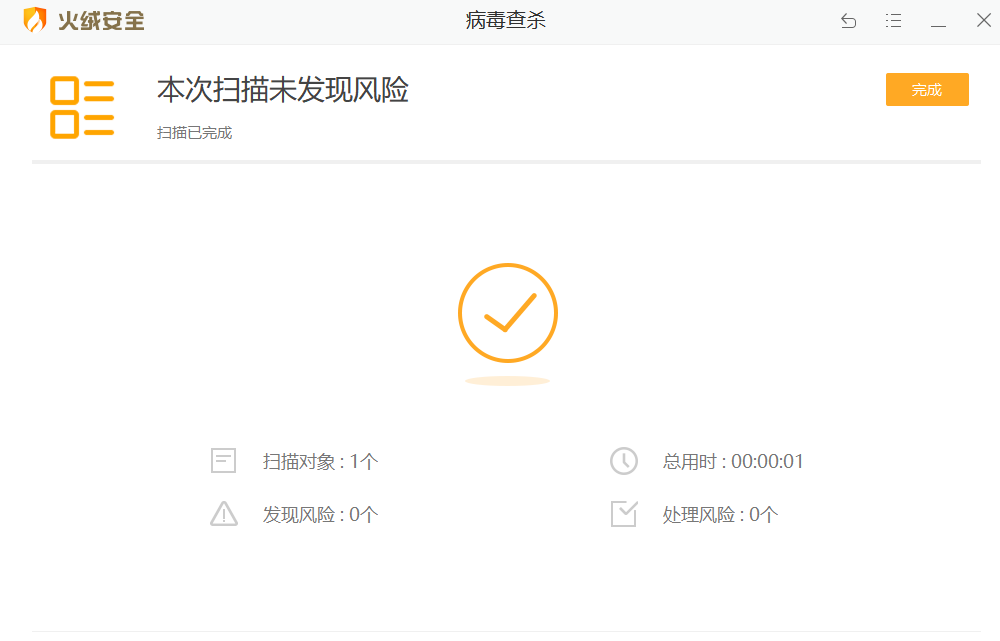 火绒安全
病毒查杀
本次扫描未发现风险
完成
扫描已完成
扫描对象 : 1个
总用时 : 00:00:01
发现风险 : 0个
处理风险 : 0个